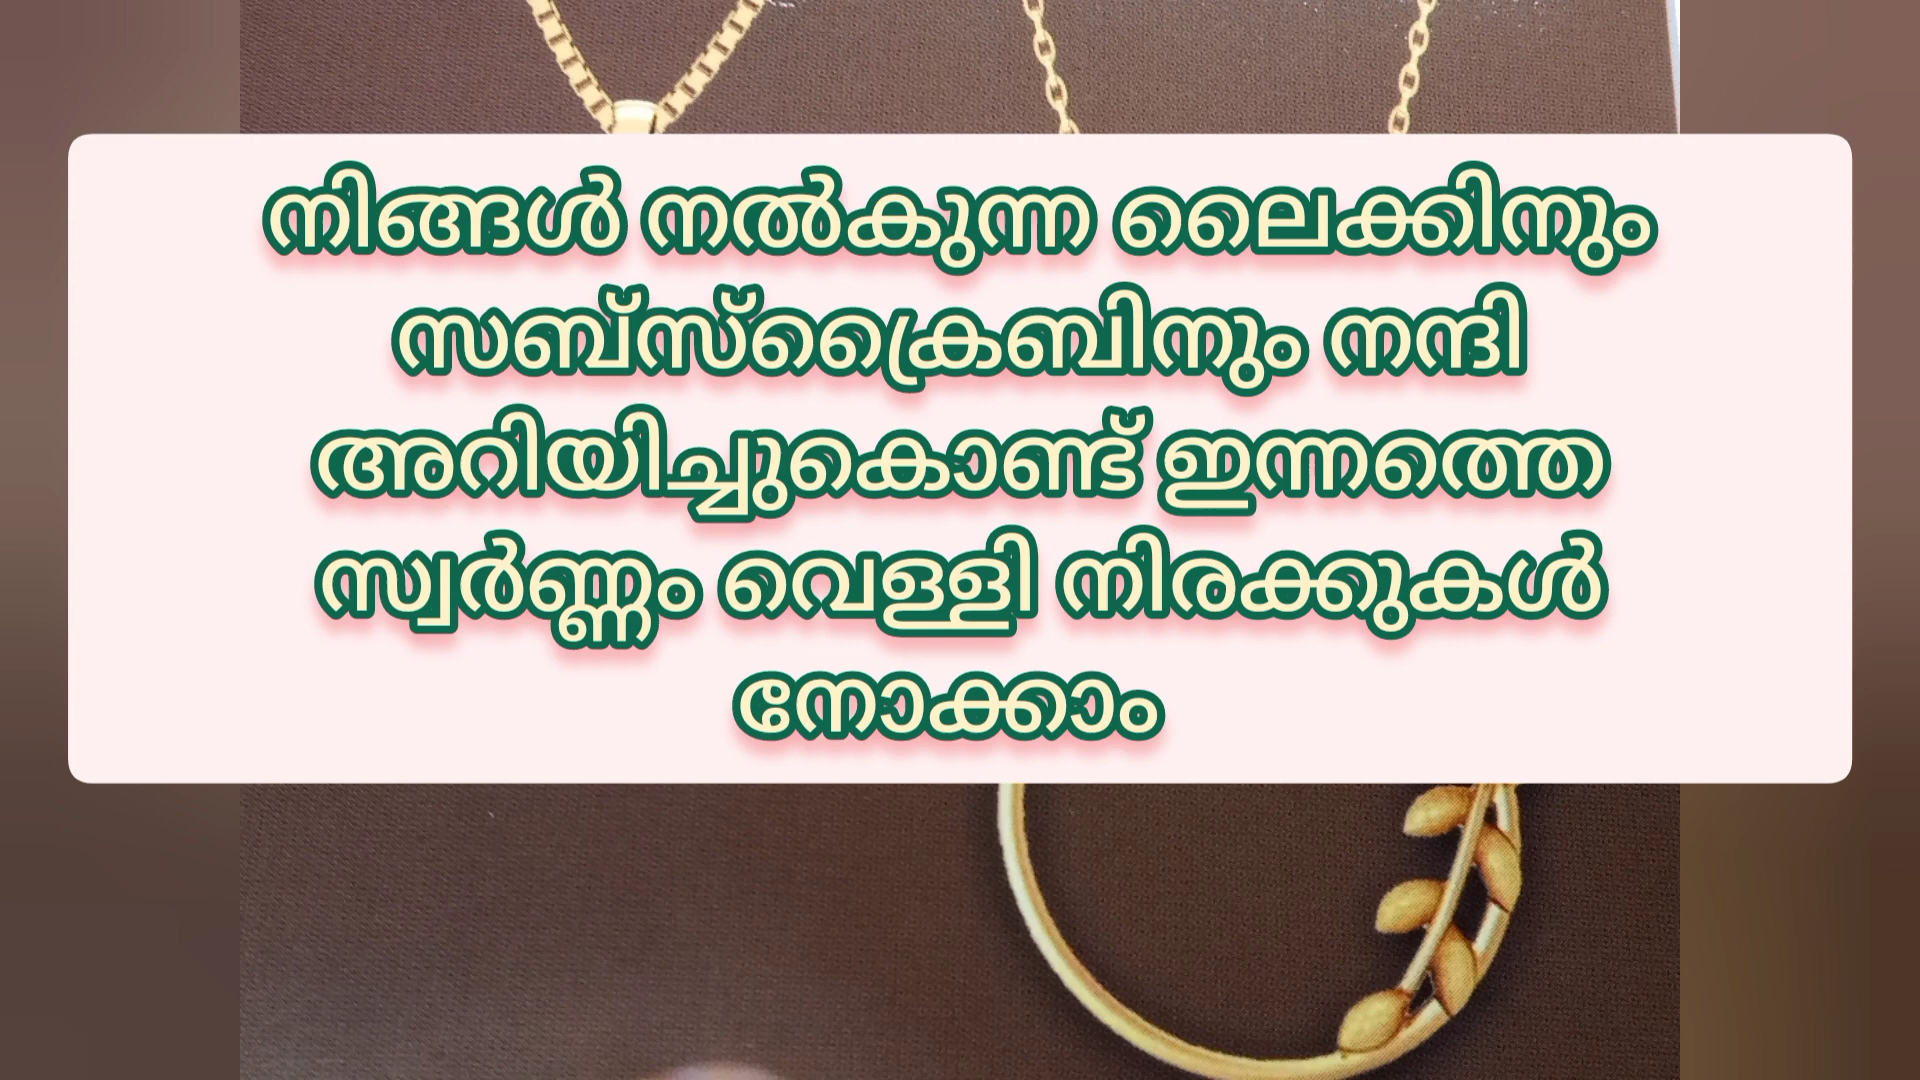 നിങ്ങൾ നൽകുന്ന ലൈക്കിനും
സബ്സ്ക്രൈബിനും നന്ദി
അറിയിച്ചുകൊണ്ട് ഇന്നത്തെ
സ്വർണ്ണം വെള്ളി നിരക്കുകൾ
നോക്കാം